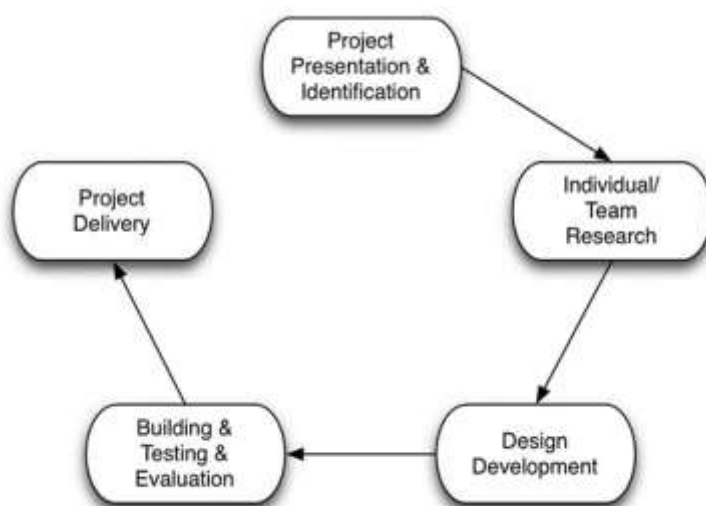 Project
Presentation &
Identification
Individual/
Team
Research
Design
Development
Building &
Testing &
Evaluation
Project
Delivery